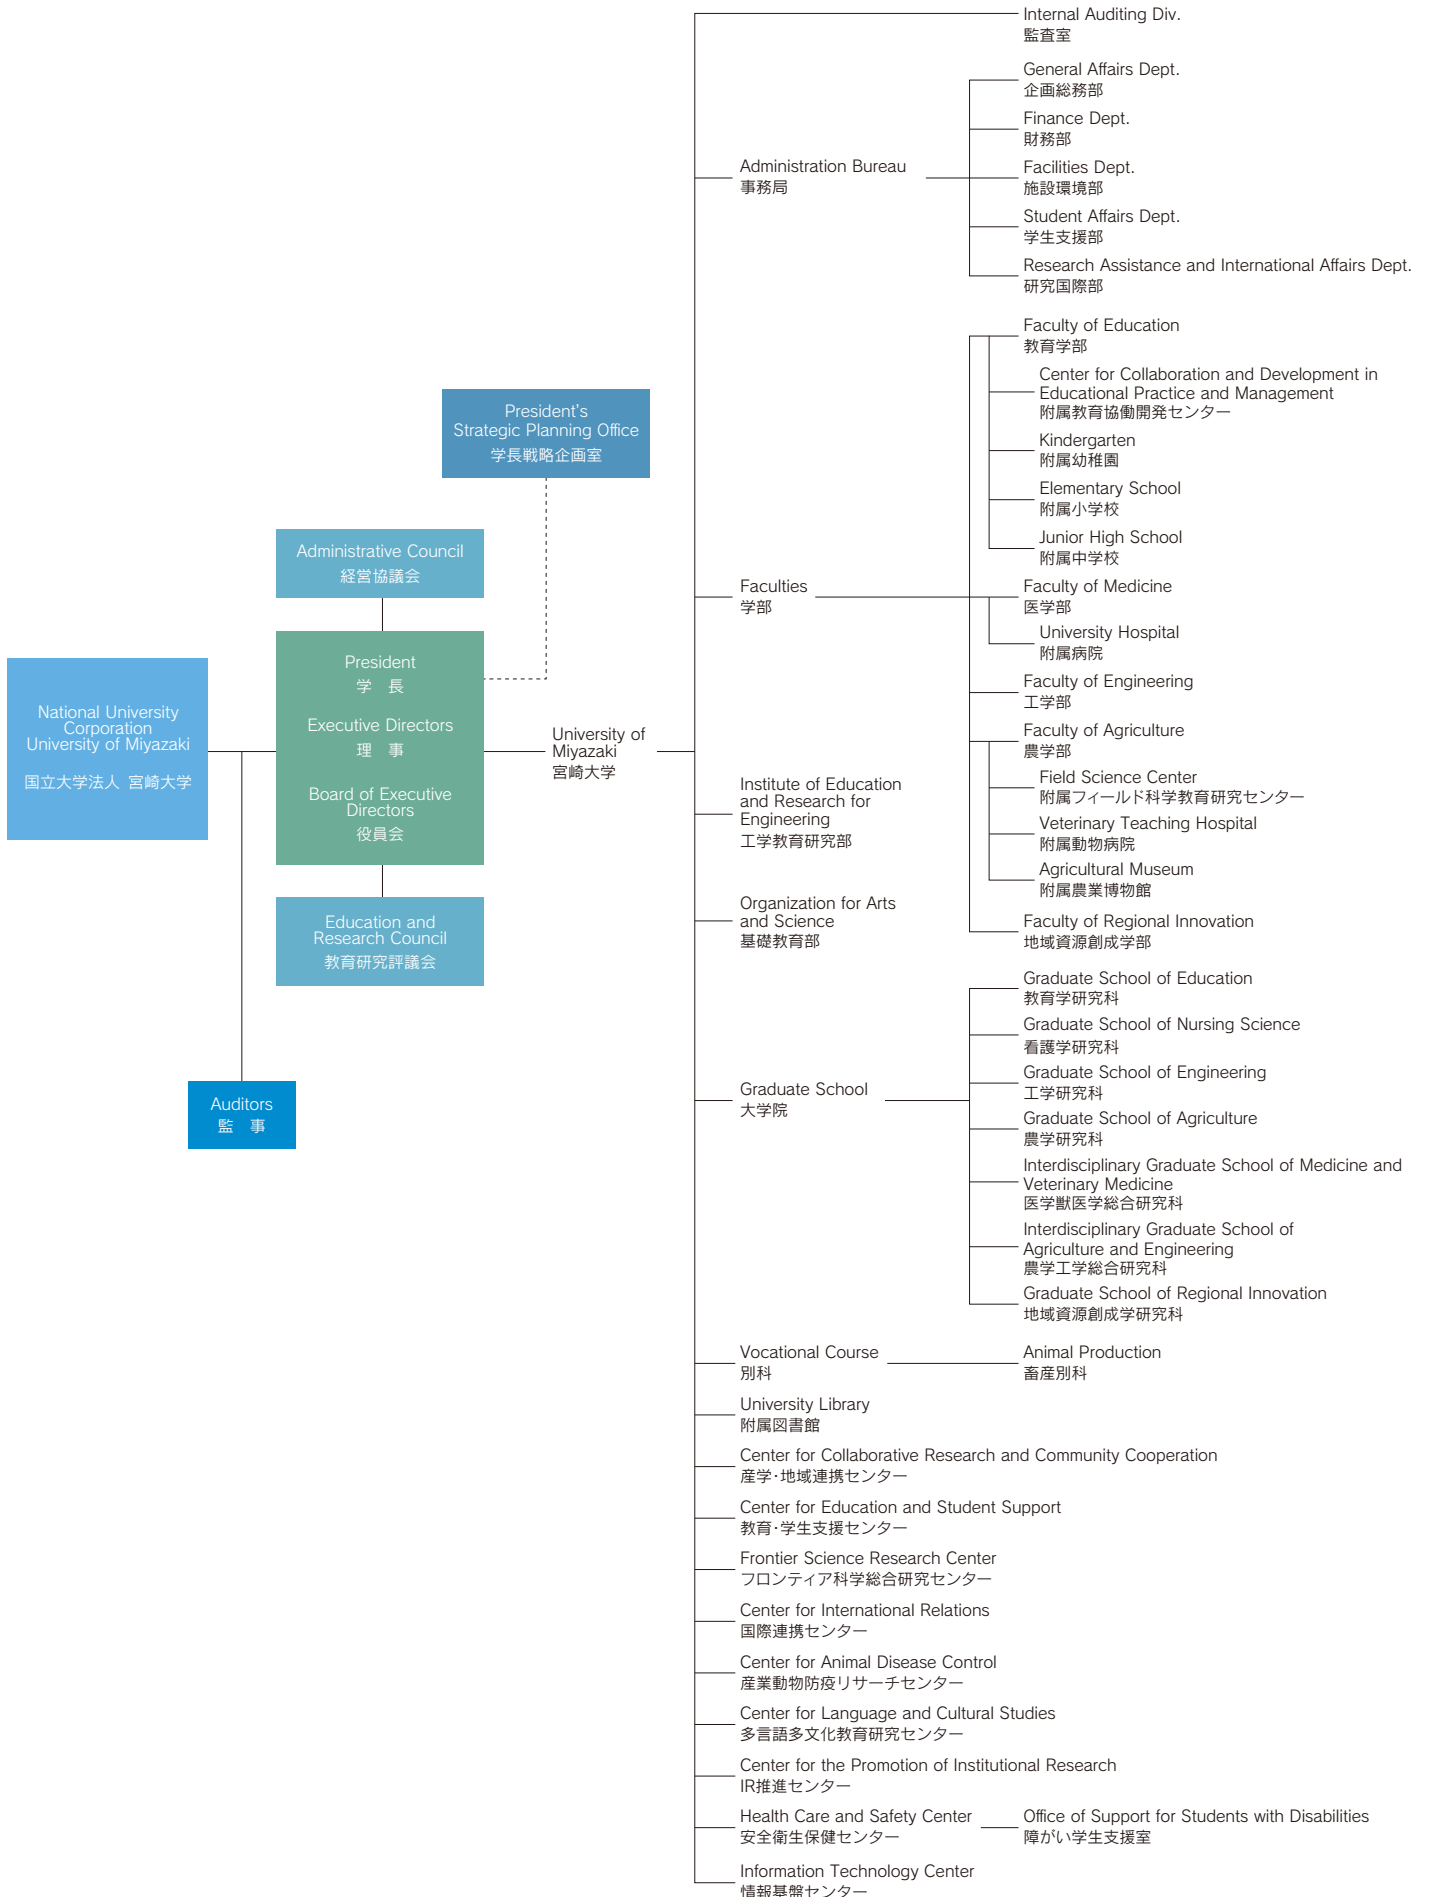 National University
Corporation
University of Miyazaki
国立大学法人 宮崎大学
President's
Strategic Planning Office
学長戦略企画室
Administrative Council
経営協議会
President
学　長
Executive Directors
理　事
Board of Executive
Directors
役員会
Education and
Research Council
教育研究評議会
Auditors
監　事
University of
Miyazaki
宮崎大学
Internal Auditing Div.
監査室
Administration Bureau
事務局
General Affairs Dept.
企画総務部
Finance Dept.
財務部
Facilities Dept.
施設環境部
Student Affairs Dept.
学生支援部
Research Assistance and International Affairs Dept.
研究国際部
Faculties
学部
Faculty of Education
教育学部
Center for Collaboration and Development in
Educational Practice and Management
附属教育協働開発センター
Kindergarten
附属幼稚園
Elementary School
附属小学校
Junior High School
附属中学校
Faculty of Medicine
医学部
University Hospital
附属病院
Faculty of Engineering
工学部
Faculty of Agriculture
農学部
Field Science Center
附属フィールド科学教育研究センター
Veterinary Teaching Hospital
附属動物病院
Agricultural Museum
附属農業博物館
Faculty of Regional Innovation
地域資源創成学部
Institute of Education
and Research for
Engineering
工学教育研究部
Organization for Arts
and Science
基礎教育部
Graduate School
大学院
Graduate School of Education
教育学研究科
Graduate School of Nursing Science
看護学研究科
Graduate School of Engineering
工学研究科
Graduate School of Agriculture
農学研究科
Interdisciplinary Graduate School of Medicine and
Veterinary Medicine
医学獣医学総合研究科
Interdisciplinary Graduate School of
Agriculture and Engineering
農学工学総合研究科
Graduate School of Regional Innovation
地域資源創成学研究科
Vocational Course
別科
Animal Production
畜産別科
University Library
附属図書館
Center for Collaborative Research and Community Cooperation
産学・地域連携センター
Center for Education and Student Support
教育・学生支援センター
Frontier Science Research Center
フロンティア科学総合研究センター
Center for International Relations
国際連携センター
Center for Animal Disease Control
産業動物防疫リサーチセンター
Center for Language and Cultural Studies
多言語多文化教育研究センター
Center for the Promotion of Institutional Research
IR推進センター
Health Care and Safety Center
安全衛生保健センター
Office of Support for Students with Disabilities
障がい学生支援室
Information Technology Center
情報基盤センター